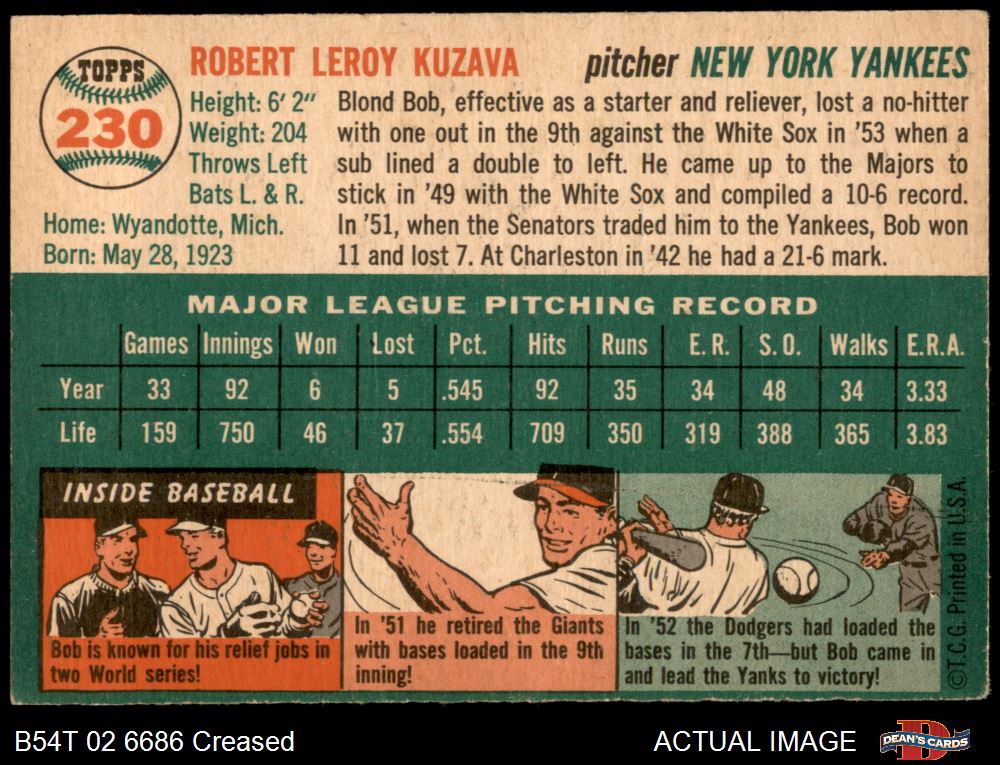 TOPPS
230
ROBERT LEROY KUZAVA
pitcher NEW YORK YANKEES
Height: 6' 2"
Weight: 204
Throws Left
Bats L. & R.
Home: Wyandotte, Mich.
Born: May 28, 1923
Blond Bob, effective as a starter and reliever, lost a no-hitter
with one out in the 9th against the White Sox in '53 when a
sub lined a double to left. He came up to the Majors to
stick in '49 with the White Sox and compiled a 10-6 record.
In '51, when the Senators traded him to the Yankees, Bob won
11 and lost 7. At Charleston in '42 he had a 21-6 mark.
MAJOR LEAGUE PITCHING RECORD
Games Innings Won Lost Pct. Hits Runs E. R. S. O. Walks E.R.A.
Year 33 92 6 5 .545 92 35 34 48 34 3.33
Life 159 750 46 37 .554 709 350 319 388 365 3.83
INSIDE BASEBALL
Bob is known for his relief jobs in
two World series!
In '51 he retired the Giants
with bases loaded in the 9th
inning!
In '52 the Dodgers had loaded the
bases in the 7th—but Bob came in
and lead the Yanks to victory!
©T.C.G. Printed in U.S.A.
B54T 02 6686 Creased
ACTUAL IMAGE
D
DEAN'S CARDS